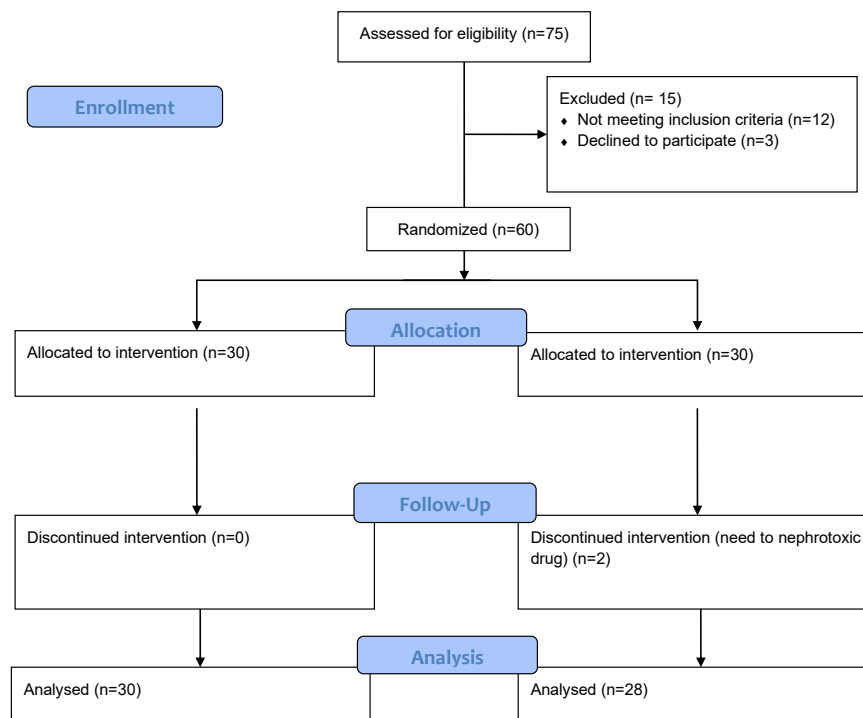 Assessed for eligibility (n=75)
Enrollment
Excluded (n= 15)
♦ Not meeting inclusion criteria (n=12)
♦ Declined to participate (n=3)
Randomized (n=60)
Allocation
Allocated to intervention (n=30)
Allocated to intervention (n=30)
Follow-Up
Discontinued intervention (n=0)
Discontinued intervention (need to nephrotoxic
drug) (n=2)
Analysis
Analysed (n=30)
Analysed (n=28)